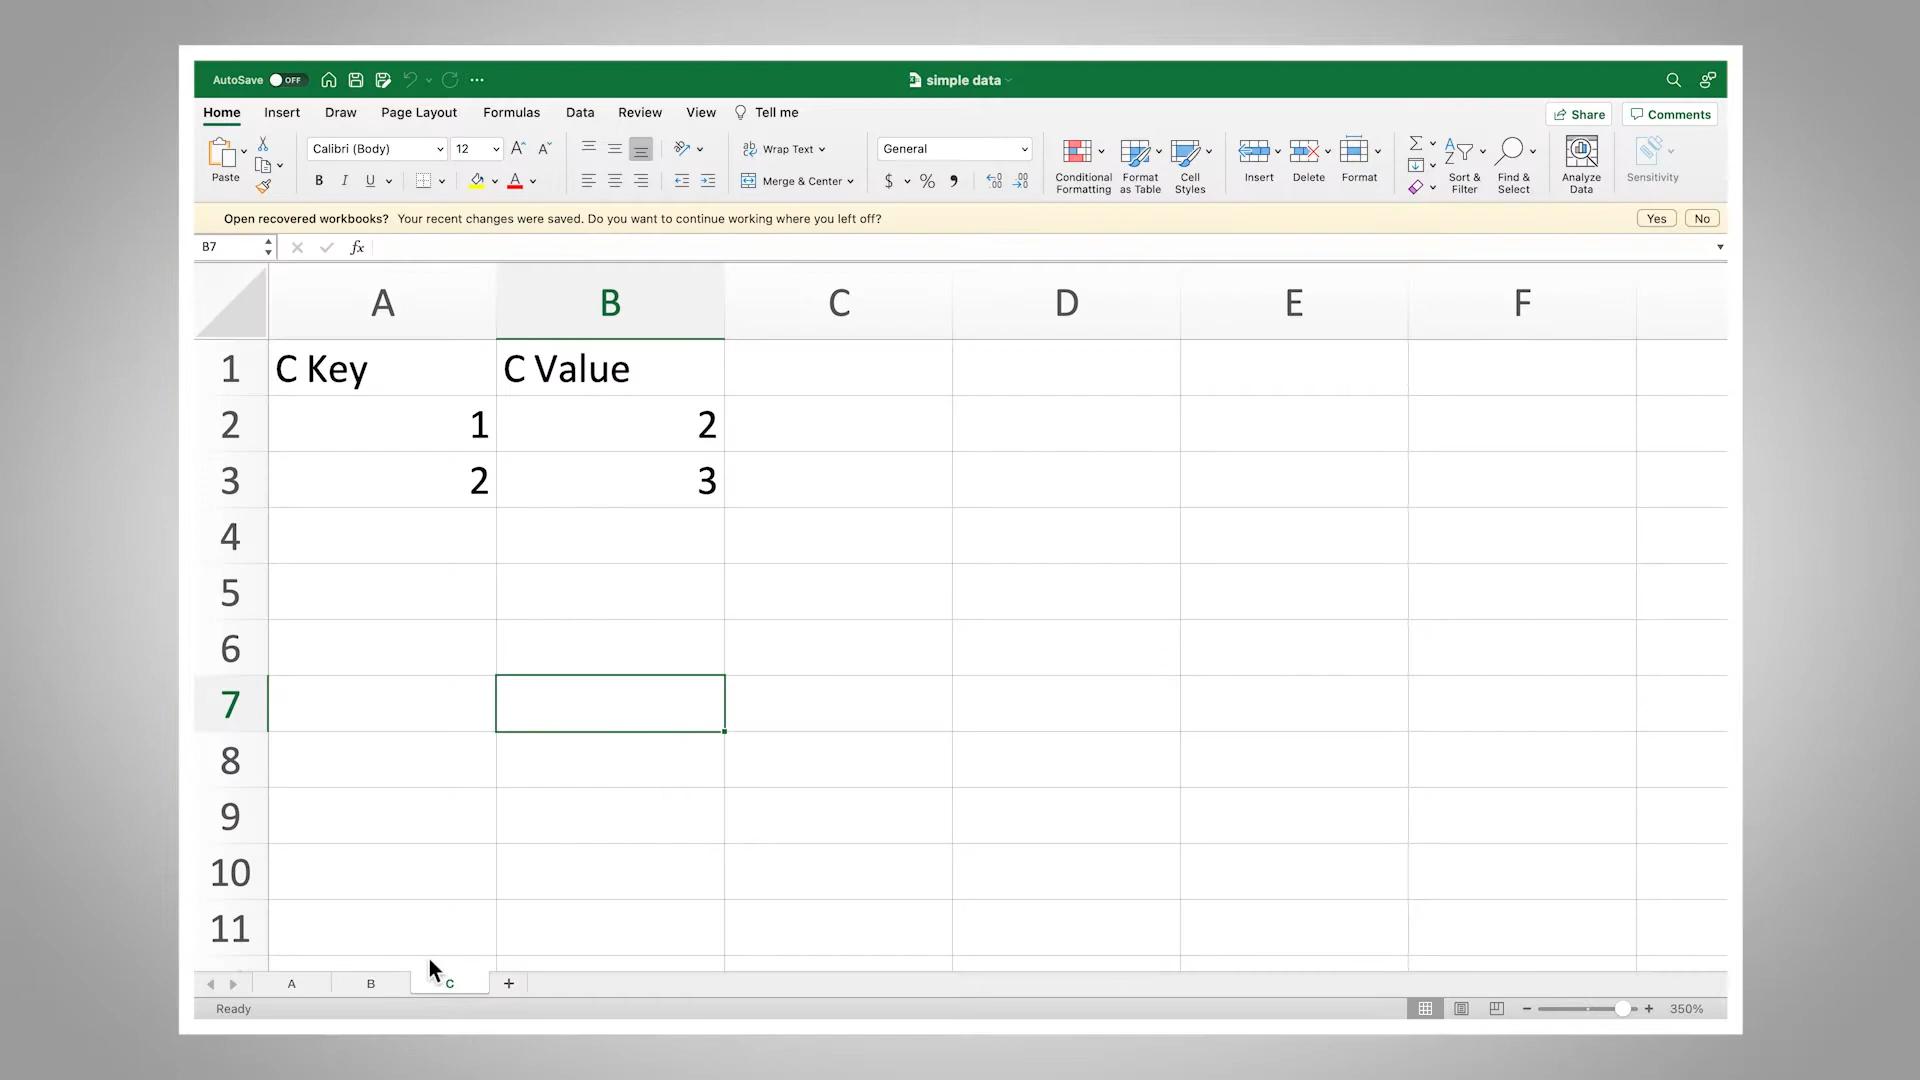 AutoSave OFF
simple data
Home Insert Draw Page Layout Formulas Data Review View Tell me
Share Comments
Paste
Calibri (Body) 12
B I U A
ab Wrap Text
Merge & Center
General
$ %
Conditional Formatting
Format as Table
Cell Styles
Insert
Delete
Format
Sort & Filter
Find & Select
Analyze Data
Sensitivity
Open recovered workbooks? Your recent changes were saved. Do you want to continue working where you left off? Yes No
B7 fx
A B C D E F
1 C Key C Value
2 1 2
3 2 3
4
5
6
7
8
9
10
11
A B C +
Ready
350%